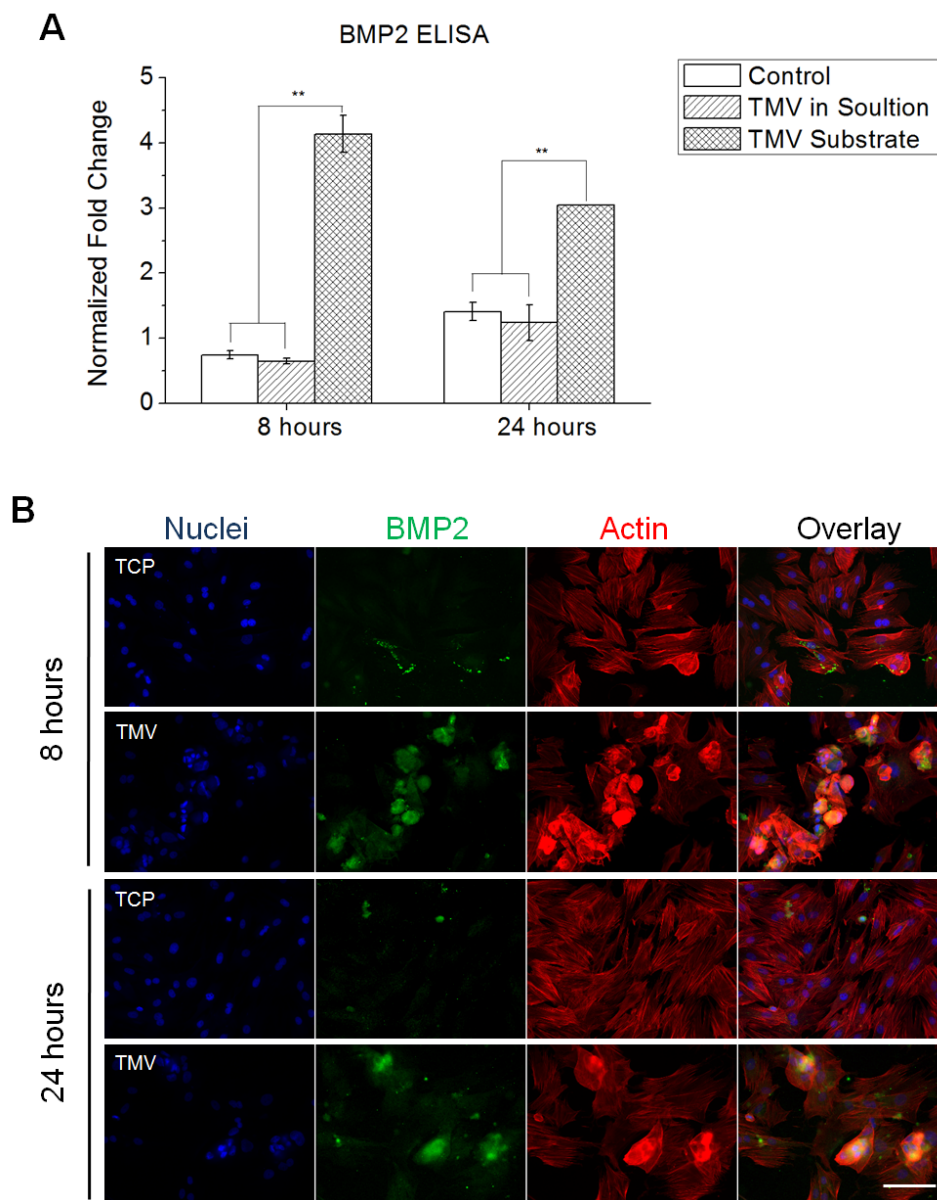 A
BMP2 ELISA
Control
TMV in Soultion
TMV Substrate
Normalized Fold Change
5
4
3
2
1
0
**
**
8 hours
24 hours
B
Nuclei BMP2 Actin Overlay
8 hours
TCP
TMV
24 hours
TCP
TMV